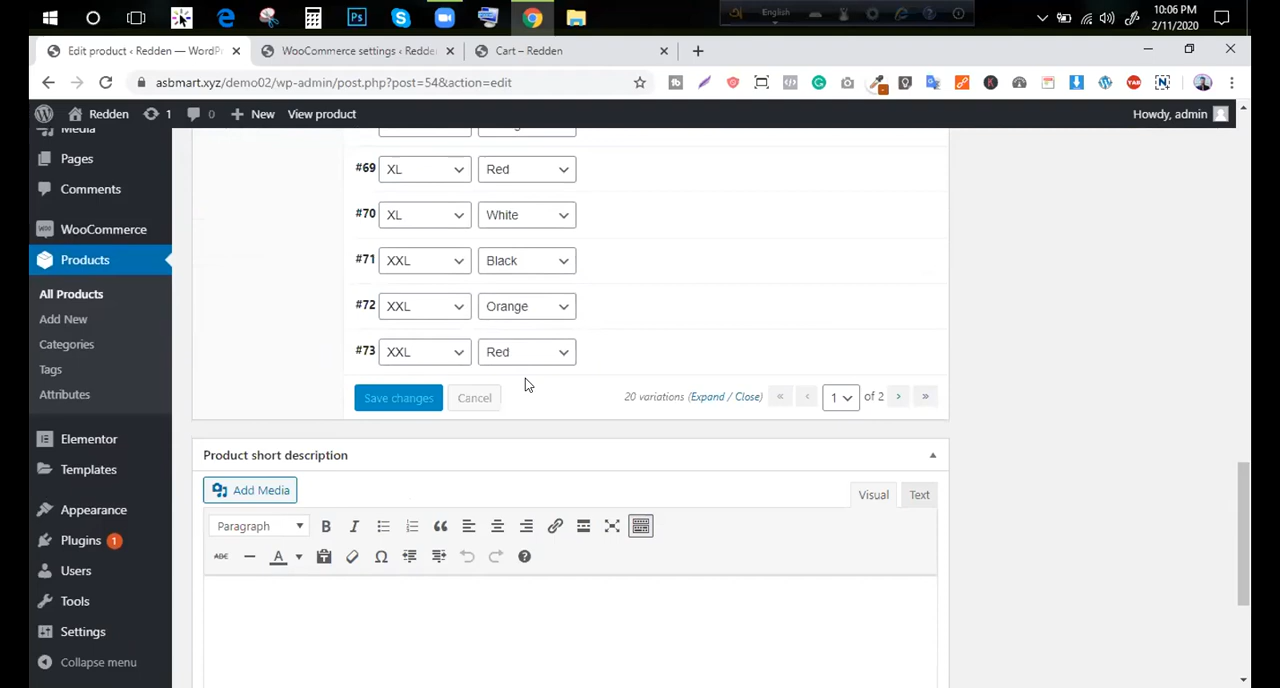 English
10:06 PM
2/11/2020
Edit product ‹ Redden — WordPr
WooCommerce settings ‹ Redden
Cart – Redden
asbmart.xyz/demo02/wp-admin/post.php?post=54&action=edit
Redden
1
0
New
View product
Howdy, admin
Media
Pages
Comments
WooCommerce
Products
All Products
Add New
Categories
Tags
Attributes
Elementor
Templates
Appearance
Plugins 1
Users
Tools
Settings
Collapse menu
#69 XL Red
#70 XL White
#71 XXL Black
#72 XXL Orange
#73 XXL Red
Save changes
Cancel
20 variations (Expand / Close) « ‹ 1 of 2 › »
Product short description
Add Media
Visual
Text
Paragraph
B I
ABC
A